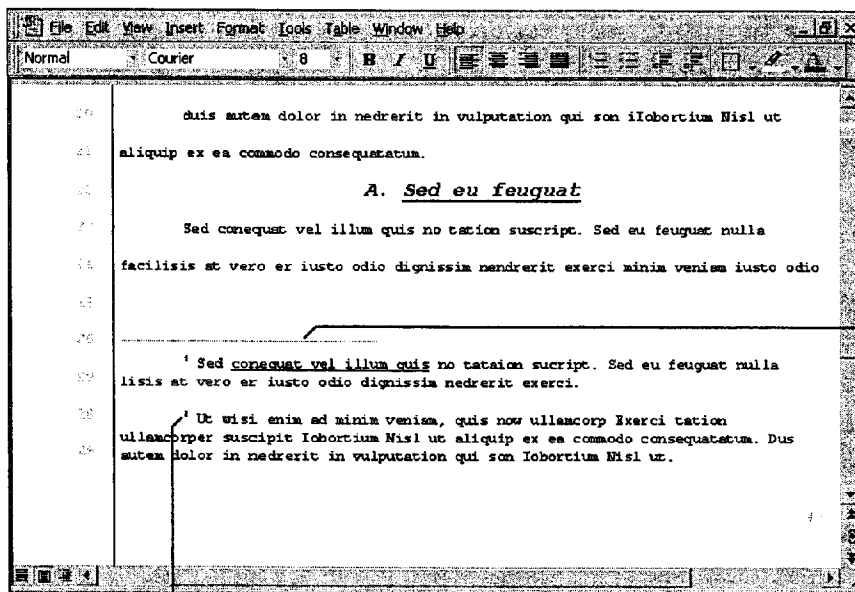 File Edit View Insert Format Tools Table Window Help
Normal Courier 8 B I U
duis autem dolor in nedrerit in vulputation qui son iIobortium Nisl ut
aliquip ex ea commodo consequatatum.
A. Sed eu feuguat
Sed conequat vel illum quis no tation suscript. Sed eu feuguat nulla
facilisis at vero er iusto odio dignissim nendrerit exerci minim veniam iusto odio
1 Sed conequat vel illum quis no tataion sucript. Sed eu feuguat nulla
lisis at vero er iusto odio dignissim nedrerit exerci.
Ut wisi enim ad minim veniam, quis now ullamcorp Exerci tation
ullamcorper suscipit Iobortium Nisl ut aliquip ex ea commodo consequatatum. Dus
autem dolor in nedrerit in vulputation qui son Iobortium Nisl ut.